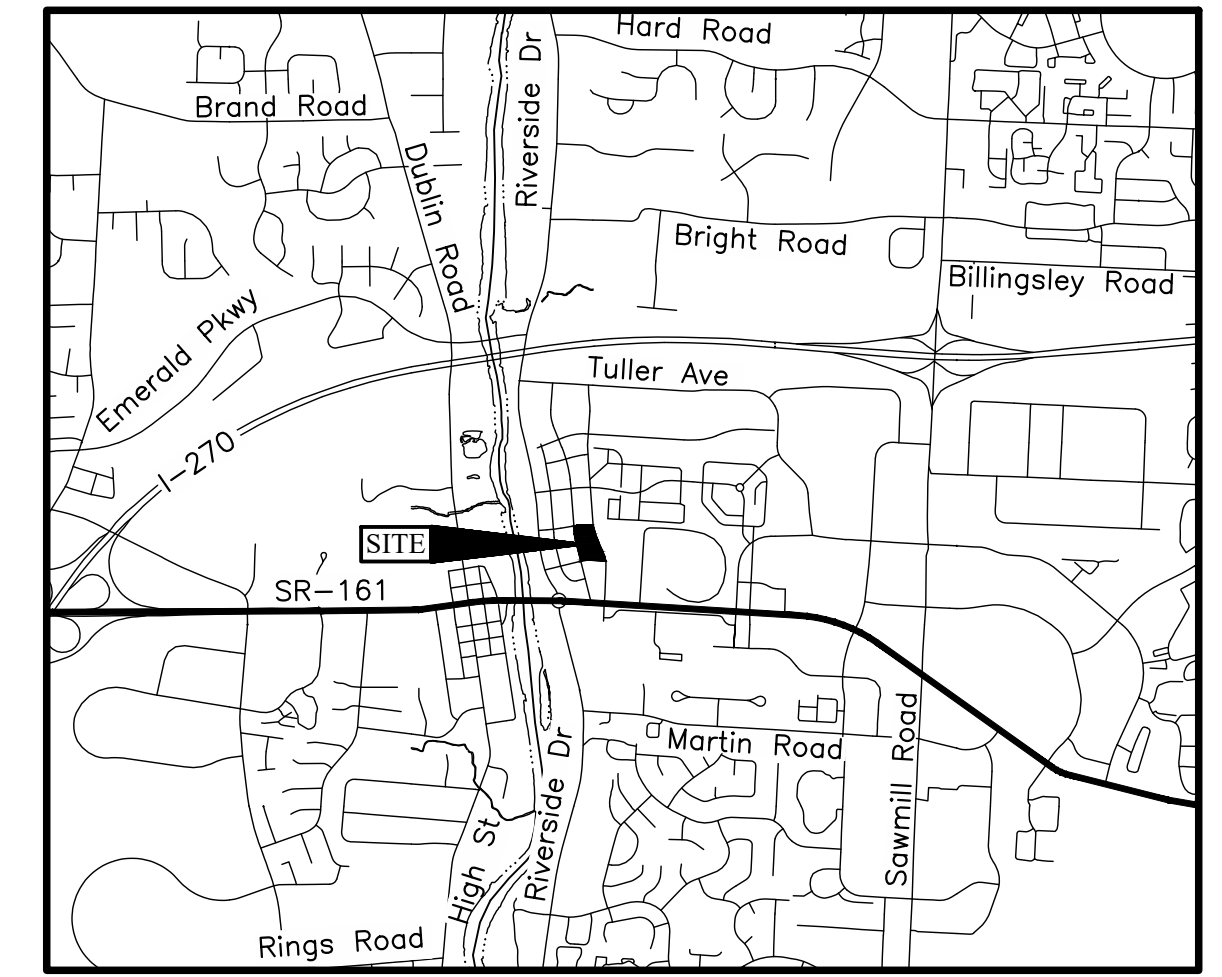 Hard Road
Riverside Dr
Brand Road
Dublin Road
Bright Road
Billingsley Road
Emerald Pkwy
Tuller Ave
I-270
SITE
SR-161
Martin Road
Sawmill Road
Riverside Dr
High St
Rings Road